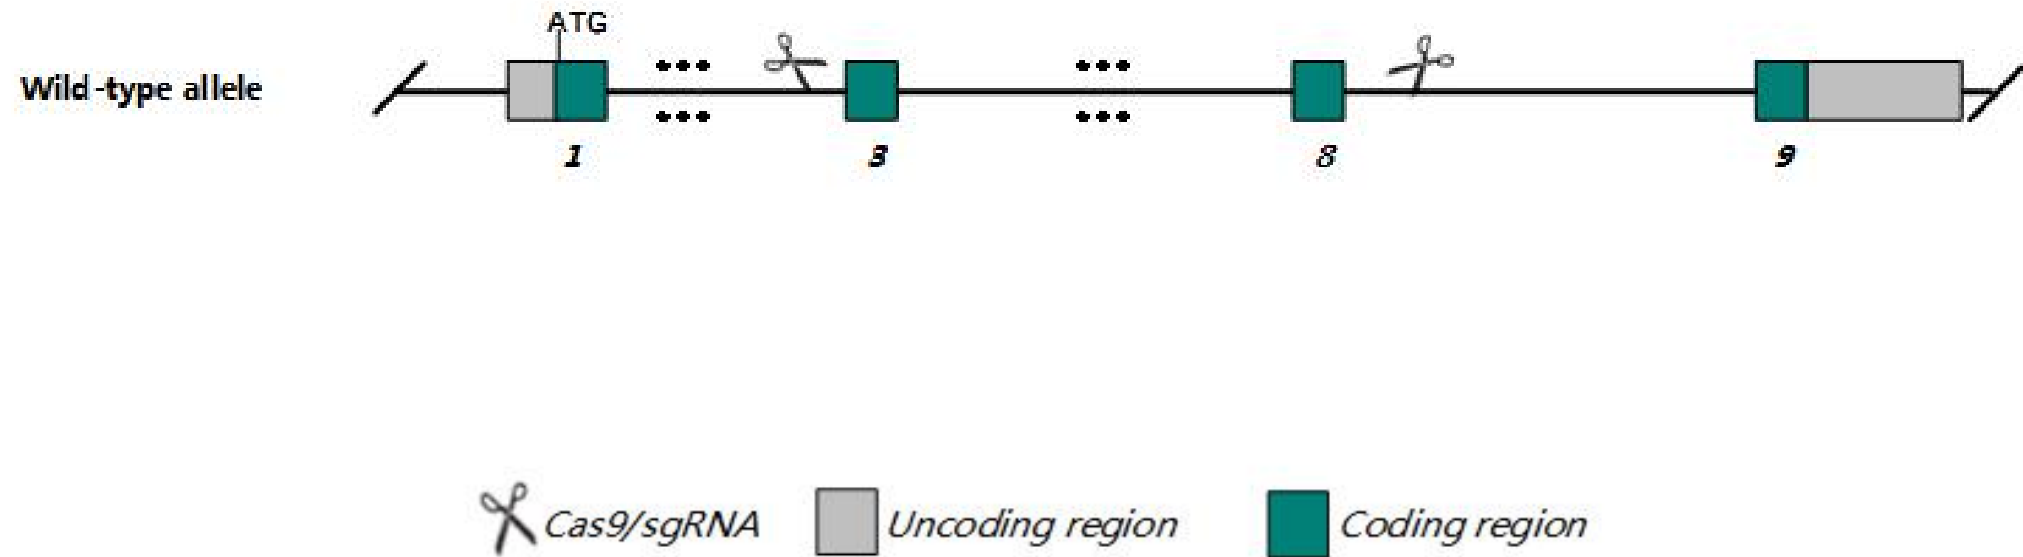 ATG
Wild-type allele
1 3 8 9
Cas9/sgRNA Uncoding region Coding region